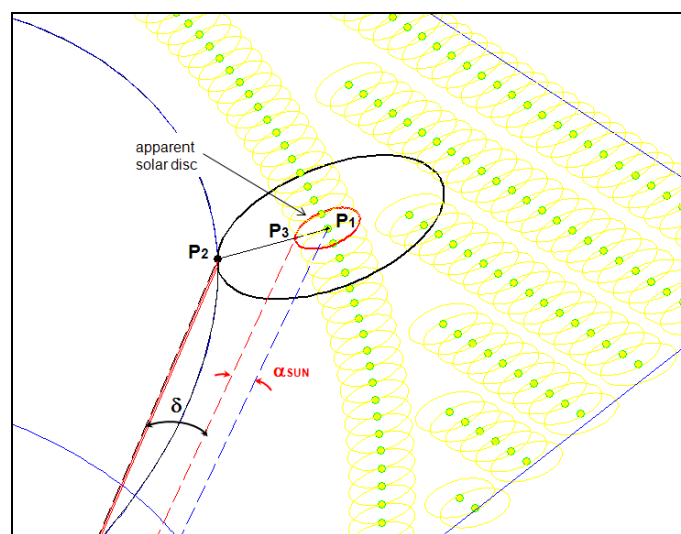 apparent
solar disc
P1
P3
P2
αSUN
δ